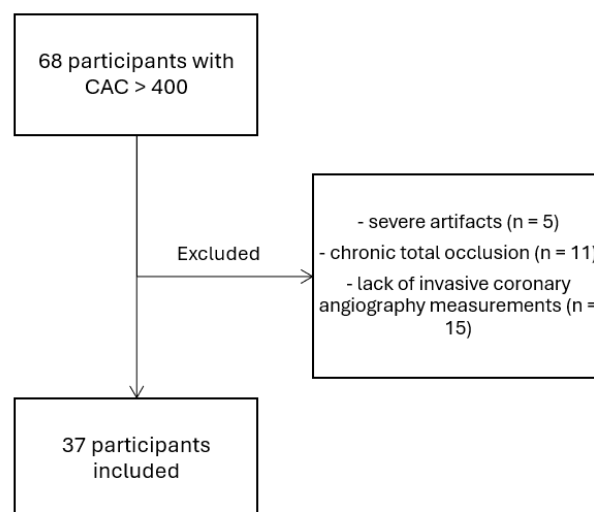 68 participants with
CAC > 400
Excluded
- severe artifacts (n = 5)
- chronic total occlusion (n = 11)
- lack of invasive coronary
angiography measurements (n =
15)
37 participants
included